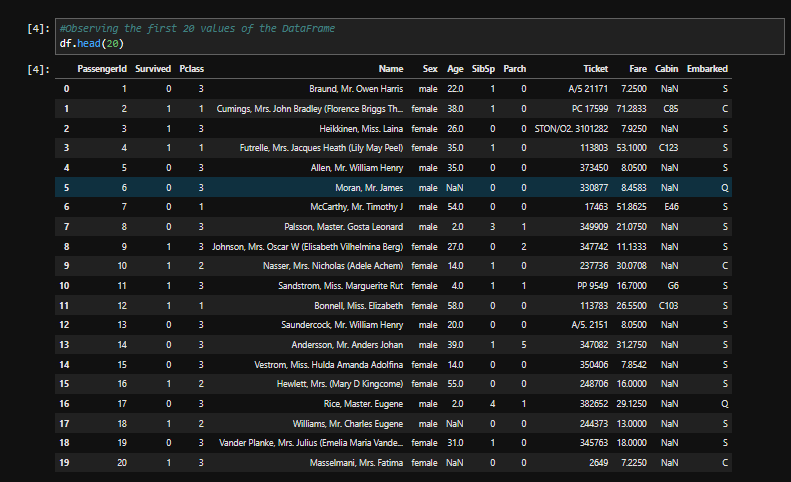 [4]: #Observing the first 20 values of the DataFrame
df.head(20)
[4]: PassengerId Survived Pclass Name Sex Age SibSp Parch Ticket Fare Cabin Embarked
0 1 0 3 Braund, Mr. Owen Harris male 22.0 1 0 A/5 21171 7.2500 NaN S
1 2 1 1 Cumings, Mrs. John Bradley (Florence Briggs Th... female 38.0 1 0 PC 17599 71.2833 C85 C
2 3 1 3 Heikkinen, Miss. Laina female 26.0 0 0 STON/O2. 3101282 7.9250 NaN S
3 4 1 1 Futrelle, Mrs. Jacques Heath (Lily May Peel) female 35.0 1 0 113803 53.1000 C123 S
4 5 0 3 Allen, Mr. William Henry male 35.0 0 0 373450 8.0500 NaN S
5 6 0 3 Moran, Mr. James male NaN 0 0 330877 8.4583 NaN Q
6 7 0 1 McCarthy, Mr. Timothy J male 54.0 0 0 17463 51.8625 E46 S
7 8 0 3 Palsson, Master. Gosta Leonard male 2.0 3 1 349909 21.0750 NaN S
8 9 1 3 Johnson, Mrs. Oscar W (Elisabeth Vilhelmina Berg) female 27.0 0 2 347742 11.1333 NaN S
9 10 1 2 Nasser, Mrs. Nicholas (Adele Achem) female 14.0 1 0 237736 30.0708 NaN C
10 11 1 3 Sandstrom, Miss. Marguerite Rut female 4.0 1 1 PP 9549 16.7000 G6 S
11 12 1 1 Bonnell, Miss. Elizabeth female 58.0 0 0 113783 26.5500 C103 S
12 13 0 3 Saundercock, Mr. William Henry male 20.0 0 0 A/5. 2151 8.0500 NaN S
13 14 0 3 Andersson, Mr. Anders Johan male 39.0 1 5 347082 31.2750 NaN S
14 15 0 3 Vestrom, Miss. Hulda Amanda Adolfina female 14.0 0 0 350406 7.8542 NaN S
15 16 1 2 Hewlett, Mrs. (Mary D Kingcome) female 55.0 0 0 248706 16.0000 NaN S
16 17 0 3 Rice, Master. Eugene male 2.0 4 1 382652 29.1250 NaN Q
17 18 1 2 Williams, Mr. Charles Eugene male NaN 0 0 244373 13.0000 NaN S
18 19 0 3 Vander Planke, Mrs. Julius (Emelia Maria Vande... female 31.0 1 0 345763 18.0000 NaN S
19 20 1 3 Masselmani, Mrs. Fatima female NaN 0 0 2649 7.2250 NaN C